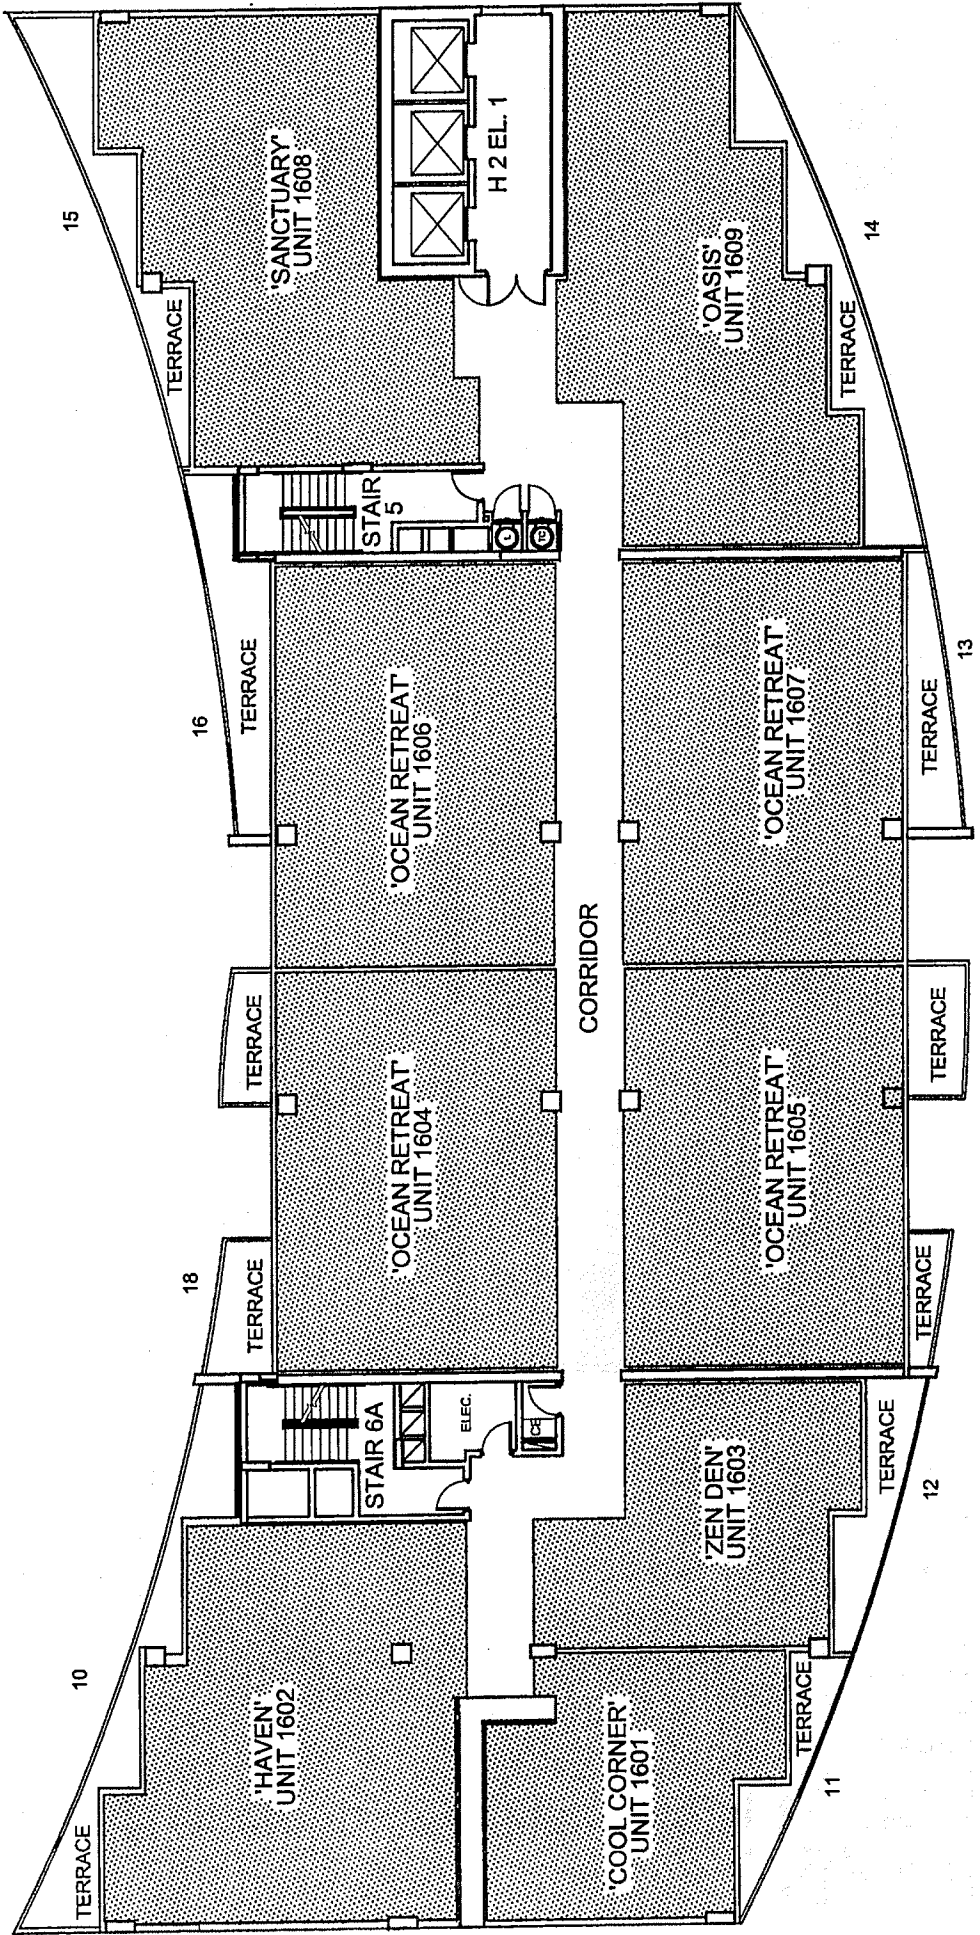 15
TERRACE
'SANCTUARY'
UNIT 1608
H 2 EL. 1
'OASIS'
UNIT 1609
TERRACE
14
STAIR
5
16
TERRACE
'OCEAN RETREAT'
UNIT 1606
'OCEAN RETREAT'
UNIT 1607
TERRACE
13
CORRIDOR
TERRACE
'OCEAN RETREAT'
UNIT 1604
'OCEAN RETREAT'
UNIT 1605
TERRACE
18
TERRACE
TERRACE
STAIR 6A
ELEC.
'ZEN DEN'
UNIT 1603
TERRACE
12
10
TERRACE
'HAVEN'
UNIT 1602
'COOL CORNER'
UNIT 1601
TERRACE
11